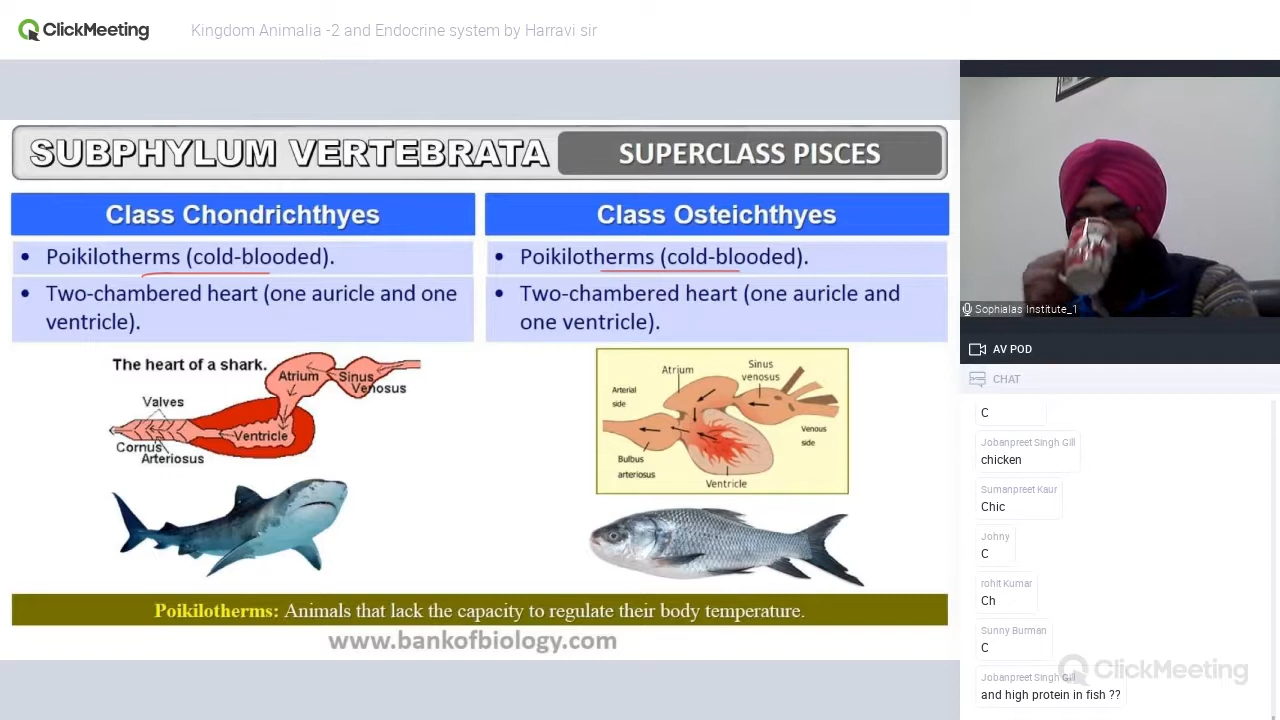 ClickMeeting
Kingdom Animalia -2 and Endocrine system by Harravi sir
SUBPHYLUM VERTEBRATA
SUPERCLASS PISCES
Class Chondrichthyes
• Poikilotherms (cold-blooded).
• Two-chambered heart (one auricle and one
ventricle).
The heart of a shark.
Atrium
Sinus
Venosus
Valves
Ventricle
Cornus
Arteriosus
Class Osteichthyes
• Poikilotherms (cold-blooded).
• Two-chambered heart (one auricle and
one ventricle).
Atrium
Sinus
venosus
Arterial
side
Venous
side
Bulbus
arteriosus
Ventricle
Poikilotherms: Animals that lack the capacity to regulate their body temperature.
www.bankofbiology.com
Sophialas Institute_1
AV POD
CHAT
C
Jobanpreet Singh Gill
chicken
Sumanpreet Kaur
Chic
Johny
C
rohit Kumar
Ch
Sunny Burman
C
Jobanpreet Singh Gill
and high protein in fish ??
ClickMeeting